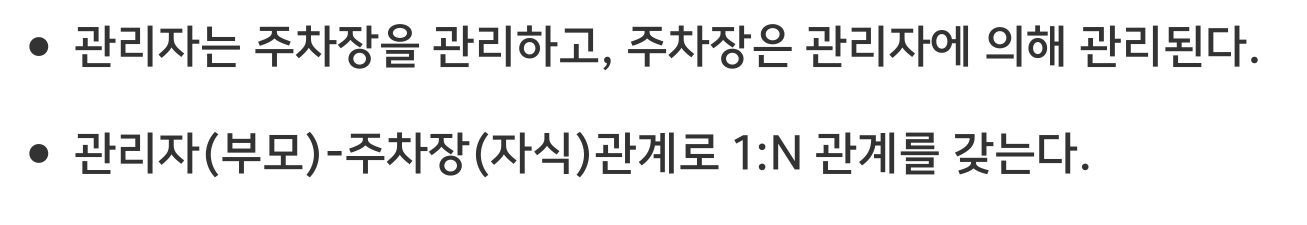 • 관리자는 주차장을 관리하고, 주차장은 관리자에 의해 관리된다.
• 관리자(부모)-주차장(자식)관계로 1:N 관계를 갖는다.